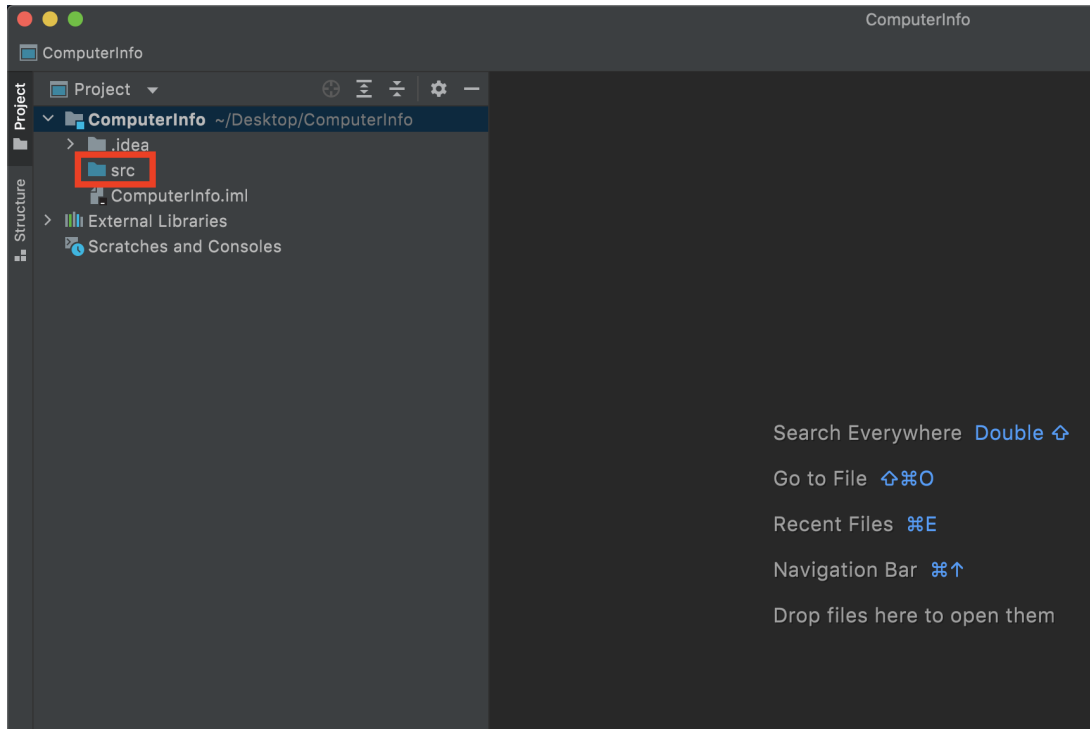 ComputerInfo
ComputerInfo
Project
Project
Structure
ComputerInfo ~/Desktop/ComputerInfo
.idea
src
ComputerInfo.iml
External Libraries
Scratches and Consoles
Search Everywhere Double ⇧
Go to File ⇧⌘O
Recent Files ⌘E
Navigation Bar ⌘↑
Drop files here to open them